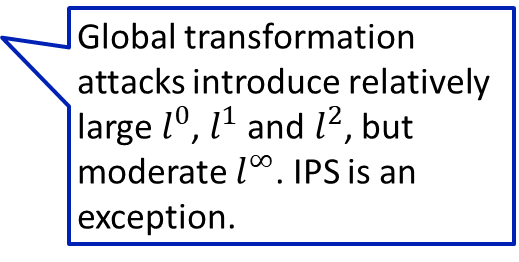 Global transformation
attacks introduce relatively
large l⁰, l¹ and l², but
moderate l^∞. IPS is an
exception.